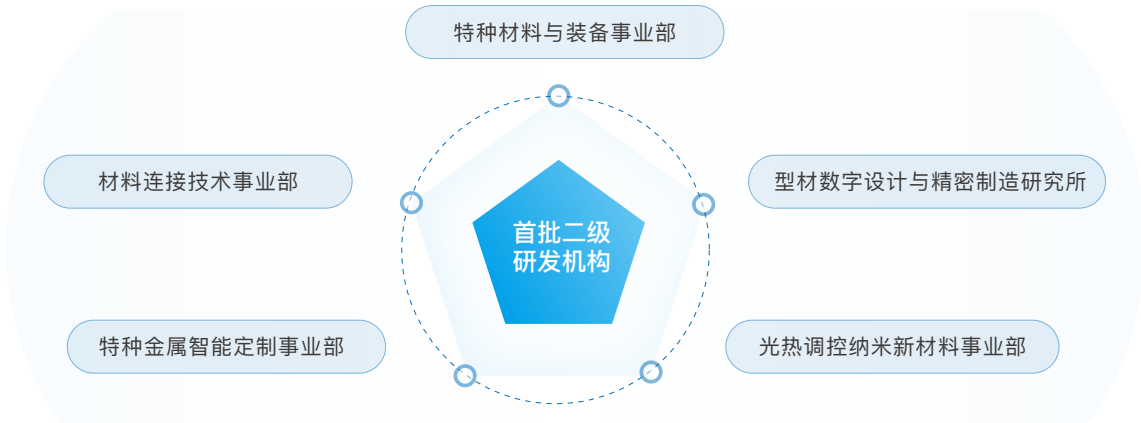 特种材料与装备事业部
材料连接技术事业部
型材数字设计与精密制造研究所
首批二级
研发机构
特种金属智能定制事业部
光热调控纳米新材料事业部